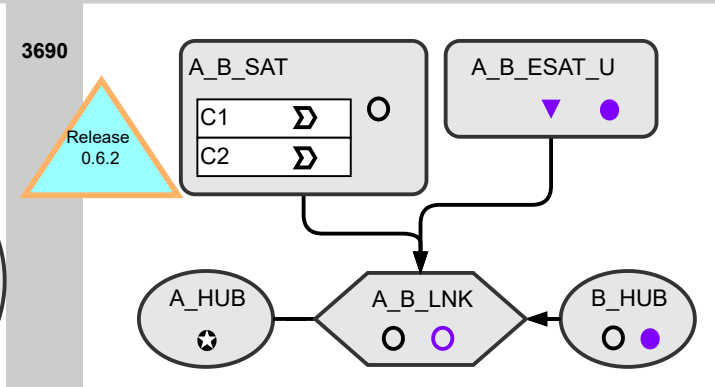 3690
Release
0.6.2
A_B_SAT
C1
C2
A_B_ESAT_U
A_HUB
A_B_LNK
B_HUB